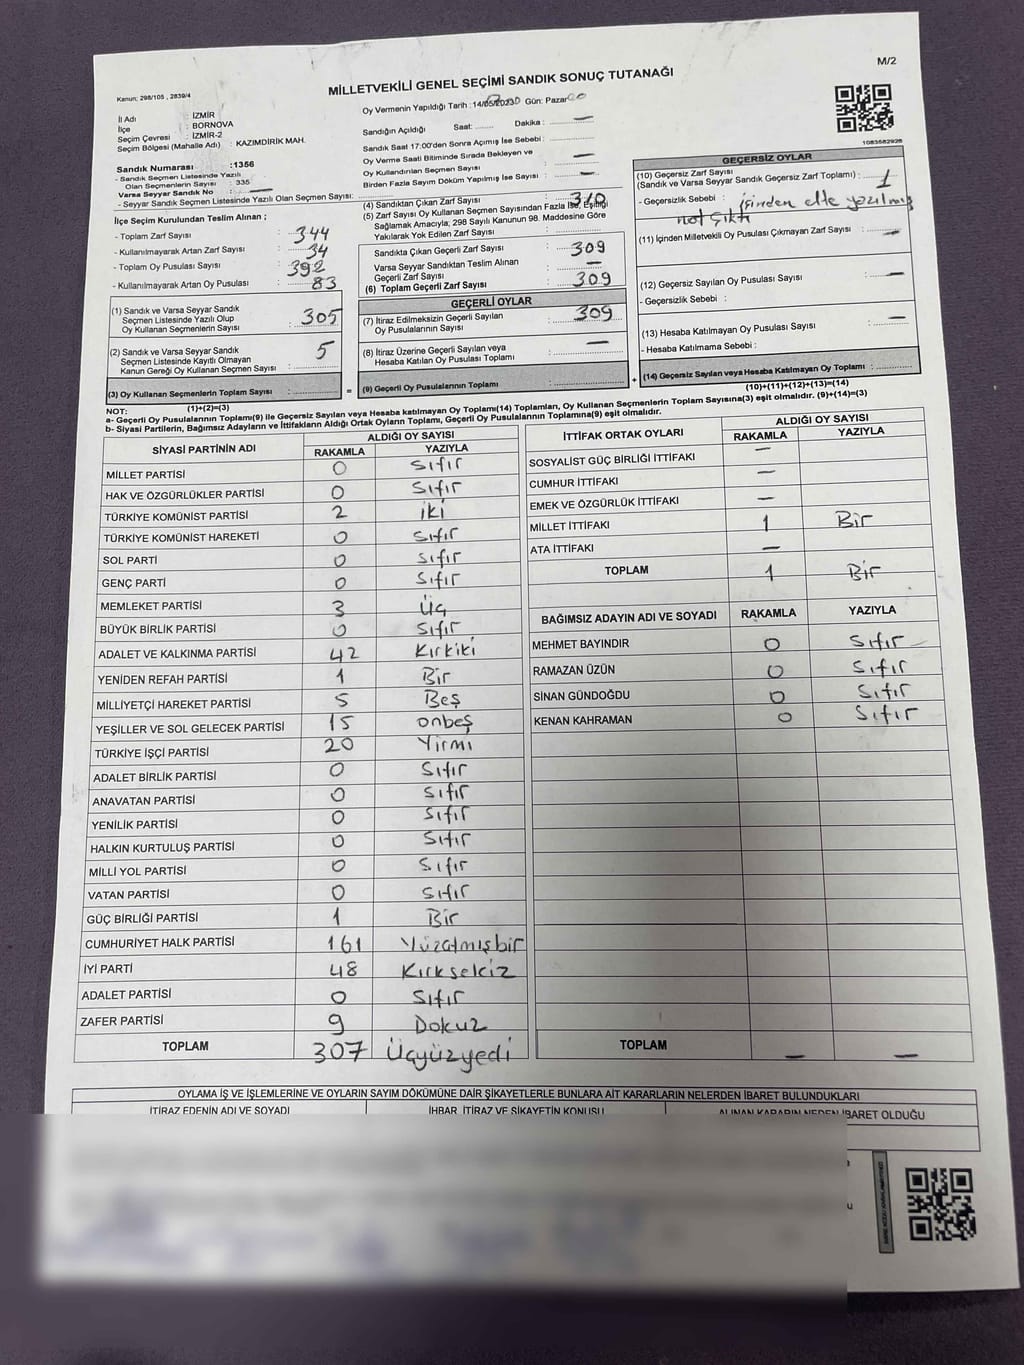 M/2
MİLLETVEKİLİ GENEL SEÇİMİ SANDIK SONUÇ TUTANAĞI
Kanun: 298/105 , 2839/4
İl Adı : İZMİR
İlçe : BORNOVA
Seçim Çevresi : İZMİR-2
Seçim Bölgesi (Mahalle Adı) : KAZIMDİRİK MAH.
Sandık Numarası :1356
- Sandık Seçmen Listesinde Yazılı
Olan Seçmenlerin Sayısı : 335
Varsa Seyyar Sandık No : —
- Seyyar Sandık Seçmen Listesinde Yazılı Olan Seçmen Sayısı:
İlçe Seçim Kurulundan Teslim Alınan ;
- Toplam Zarf Sayısı : 344
- Kullanılmayarak Artan Zarf Sayısı : 34
- Toplam Oy Pusulası Sayısı : 392
- Kullanılmayarak Artan Oy Pusulası : 83
(1) Sandık ve Varsa Seyyar Sandık
Seçmen Listesinde Yazılı Olup
Oy Kullanan Seçmenlerin Sayısı : 305
(2) Sandık ve Varsa Seyyar Sandık
Seçmen Listesinde Kayıtlı Olmayan
Kanun Gereği Oy Kullanan Seçmen Sayısı : 5
(3) Oy Kullanan Seçmenlerin Toplam Sayısı :
(1)+(2)=(3)
Oy Vermenin Yapıldığı Tarih : 14/05/2023 Gün: Pazar
Sandığın Açıldığı Saat: Dakika : —
Sandık Saat 17:00'den Sonra Açılmış İse Sebebi :
Oy Verme Saati Bitiminde Sırada Bekleyen ve
Oy Kullandırılan Seçmen Sayısı : —
Birden Fazla Sayım Döküm Yapılmış İse Sayısı : —
(4) Sandıktan Çıkan Zarf Sayısı : 310
(5) Zarf Sayısı Oy Kullanan Seçmen Sayısından Fazla İse, Eşitliği
Sağlamak Amacıyla; 298 Sayılı Kanunun 98. Maddesine Göre
Yakılarak Yok Edilen Zarf Sayısı :
Sandıkta Çıkan Geçerli Zarf Sayısı : 309
Varsa Seyyar Sandıktan Teslim Alınan
Geçerli Zarf Sayısı : —
(6) Toplam Geçerli Zarf Sayısı : 309
GEÇERLİ OYLAR
(7) İtiraz Edilmeksizin Geçerli Sayılan
Oy Pusulalarının Sayısı : 309
(8) İtiraz Üzerine Geçerli Sayılan veya
Hesaba Katılan Oy Pusulası Toplamı : —
= (9) Geçerli Oy Pusulalarının Toplamı :
1083582926
GEÇERSİZ OYLAR
(10) Geçersiz Zarf Sayısı
(Sandık ve Varsa Seyyar Sandık Geçersiz Zarf Toplamı) : 1
- Geçersizlik Sebebi : içinden elle yazılmış
not çıktı
(11) İçinden Milletvekili Oy Pusulası Çıkmayan Zarf Sayısı : —
(12) Geçersiz Sayılan Oy Pusulası Sayısı : —
- Geçersizlik Sebebi :
(13) Hesaba Katılmayan Oy Pusulası Sayısı : —
- Hesaba Katılmama Sebebi :
+ (14) Geçersiz Sayılan veya Hesaba Katılmayan Oy Toplamı :
(10)+(11)+(12)+(13)=(14)
NOT:
a- Geçerli Oy Pusulalarının Toplamı(9) ile Geçersiz Sayılan veya Hesaba katılmayan Oy Toplamı(14) Toplamları, Oy Kullanan Seçmenlerin Toplam Sayısına(3) eşit olmalıdır. (9)+(14)=(3)
b- Siyasi Partilerin, Bağımsız Adayların ve İttifakların Aldığı Ortak Oyların Toplamı, Geçerli Oy Pusulalarının Toplamına(9) eşit olmalıdır.
SİYASİ PARTİNİN ADI ALDIĞI OY SAYISI
RAKAMLA YAZIYLA
MİLLET PARTİSİ 0 Sıfır
HAK VE ÖZGÜRLÜKLER PARTİSİ 0 Sıfır
TÜRKİYE KOMÜNİST PARTİSİ 2 iki
TÜRKİYE KOMÜNİST HAREKETİ 0 Sıfır
SOL PARTİ 0 Sıfır
GENÇ PARTİ 0 Sıfır
MEMLEKET PARTİSİ 3 Üç
BÜYÜK BİRLİK PARTİSİ 0 Sıfır
ADALET VE KALKINMA PARTİSİ 42 Kırkiki
YENİDEN REFAH PARTİSİ 1 Bir
MİLLİYETÇİ HAREKET PARTİSİ 5 Beş
YEŞİLLER VE SOL GELECEK PARTİSİ 15 onbeş
TÜRKİYE İŞÇİ PARTİSİ 20 Yirmi
ADALET BİRLİK PARTİSİ 0 Sıfır
ANAVATAN PARTİSİ 0 Sıfır
YENİLİK PARTİSİ 0 Sıfır
HALKIN KURTULUŞ PARTİSİ 0 Sıfır
MİLLİ YOL PARTİSİ 0 Sıfır
VATAN PARTİSİ 0 Sıfır
GÜÇ BİRLİĞİ PARTİSİ 1 Bir
CUMHURİYET HALK PARTİSİ 161 Yüzatmışbir
İYİ PARTİ 48 Kırksekiz
ADALET PARTİSİ 0 Sıfır
ZAFER PARTİSİ 9 Dokuz
TOPLAM 307 Üçyüzyedi
İTTİFAK ORTAK OYLARI ALDIĞI OY SAYISI
RAKAMLA YAZIYLA
SOSYALİST GÜÇ BİRLİĞİ İTTİFAKI —
CUMHUR İTTİFAKI —
EMEK VE ÖZGÜRLÜK İTTİFAKI —
MİLLET İTTİFAKI 1 Bir
ATA İTTİFAKI —
TOPLAM 1 Bir
BAĞIMSIZ ADAYIN ADI VE SOYADI RAKAMLA YAZIYLA
MEHMET BAYINDIR 0 Sıfır
RAMAZAN ÜZÜN 0 Sıfır
SİNAN GÜNDOĞDU 0 Sıfır
KENAN KAHRAMAN 0 Sıfır
TOPLAM — —
OYLAMA İŞ VE İŞLEMLERİNE VE OYLARIN SAYIM DÖKÜMÜNE DAİR ŞİKAYETLERLE BUNLARA AİT KARARLARIN NELERDEN İBARET BULUNDUKLARI
İTİRAZ EDENİN ADI VE SOYADI İHBAR, İTİRAZ VE ŞİKAYETİN KONUSU ALINAN KARARIN NEDEN İBARET OLDUĞU